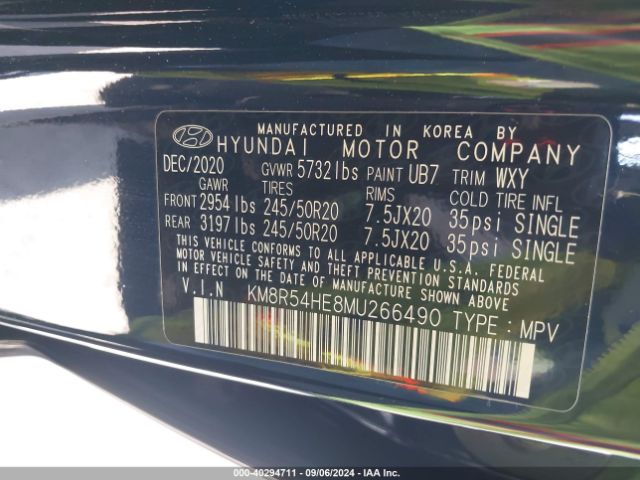 MANUFACTURED IN KOREA BY
HYUNDAI MOTOR COMPANY
DEC/2020 GVWR 5732lbs PAINT UB7 TRIM WXY
GAWR TIRES RIMS COLD TIRE INFL
FRONT 2954lbs 245/50R20 7.5JX20 35psi SINGLE
REAR 3197lbs 245/50R20 7.5JX20 35psi SINGLE
THIS VEHICLE CONFORMS TO ALL APPLICABLE U.S.A. FEDERAL
MOTOR VEHICLE SAFETY AND THEFT PREVENTION STANDARDS
IN EFFECT ON THE DATE OF MANUFACTURE SHOWN ABOVE.
V.I.N KM8R54HE8MU266490 TYPE : MPV
000-40294711 - 09/06/2024 - IAA Auctions